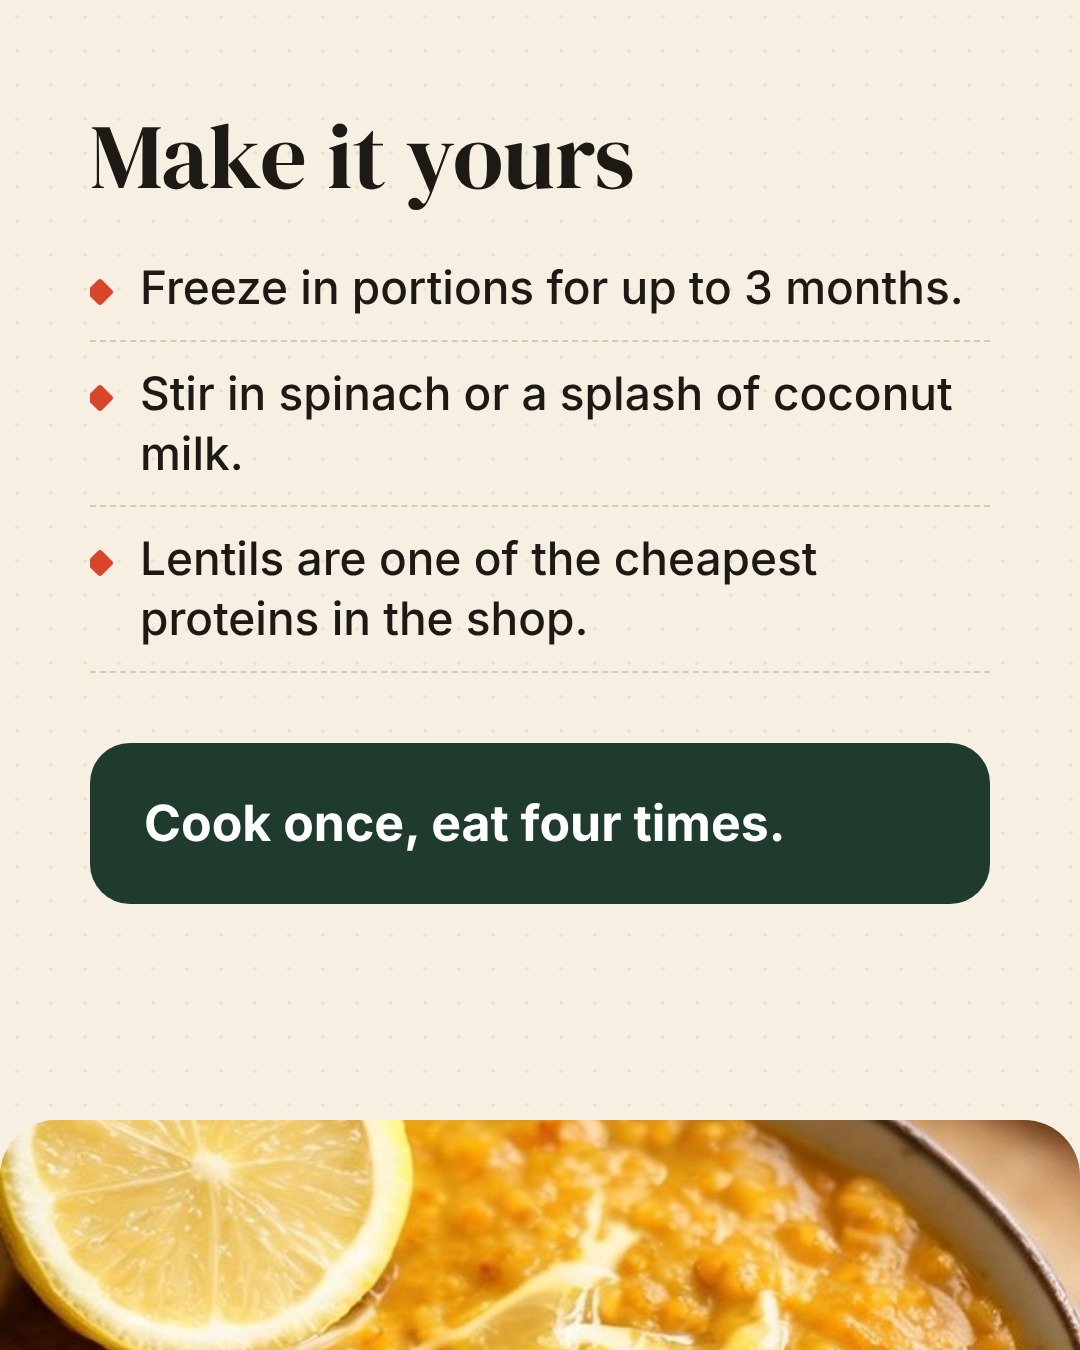 Make it yours
Freeze in portions for up to 3 months.
Stir in spinach or a splash of coconut
milk.
Lentils are one of the cheapest
proteins in the shop.
Cook once, eat four times.